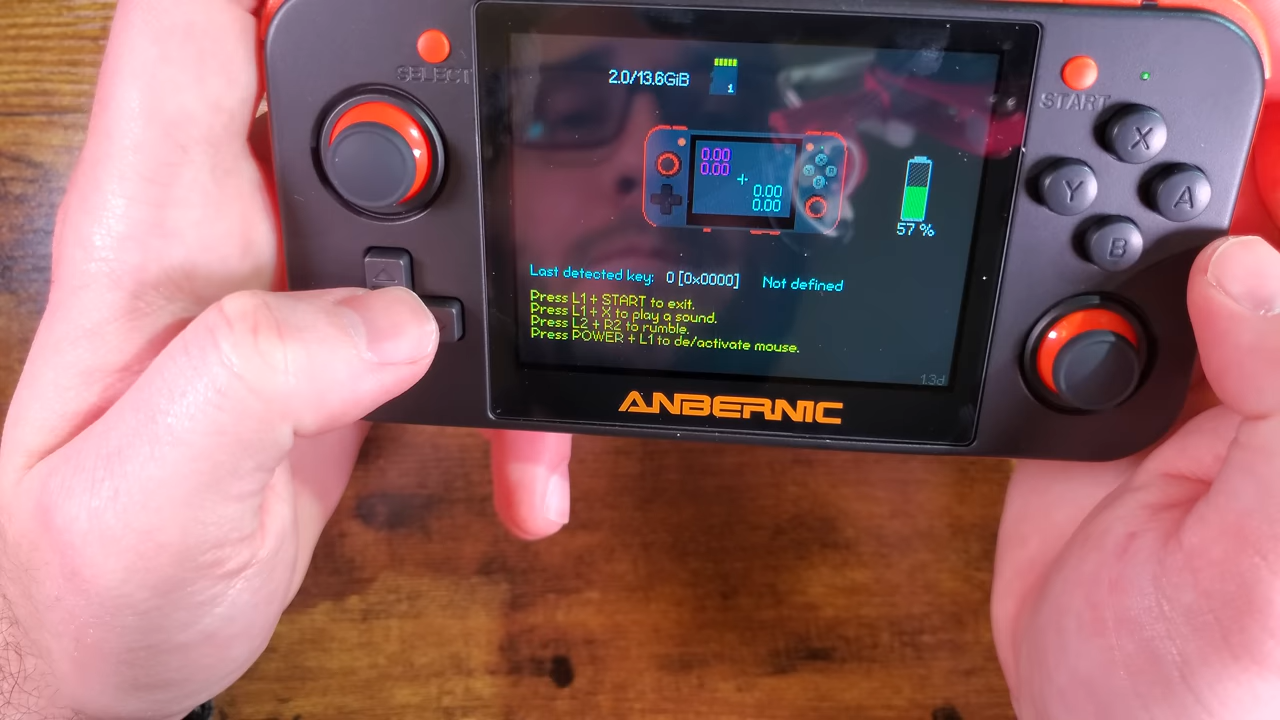 SELECT
START
2.0/13.6GiB
1
X
Y
A
B
0.00
0.00
0.00
0.00
57 %
Last detected key: 0 [0x0000] Not defined
Press L1 + START to exit.
Press L1 + X to play a sound.
Press L2 + R2 to rumble.
Press POWER + L1 to de/activate mouse.
1.3d
ANBERNIC